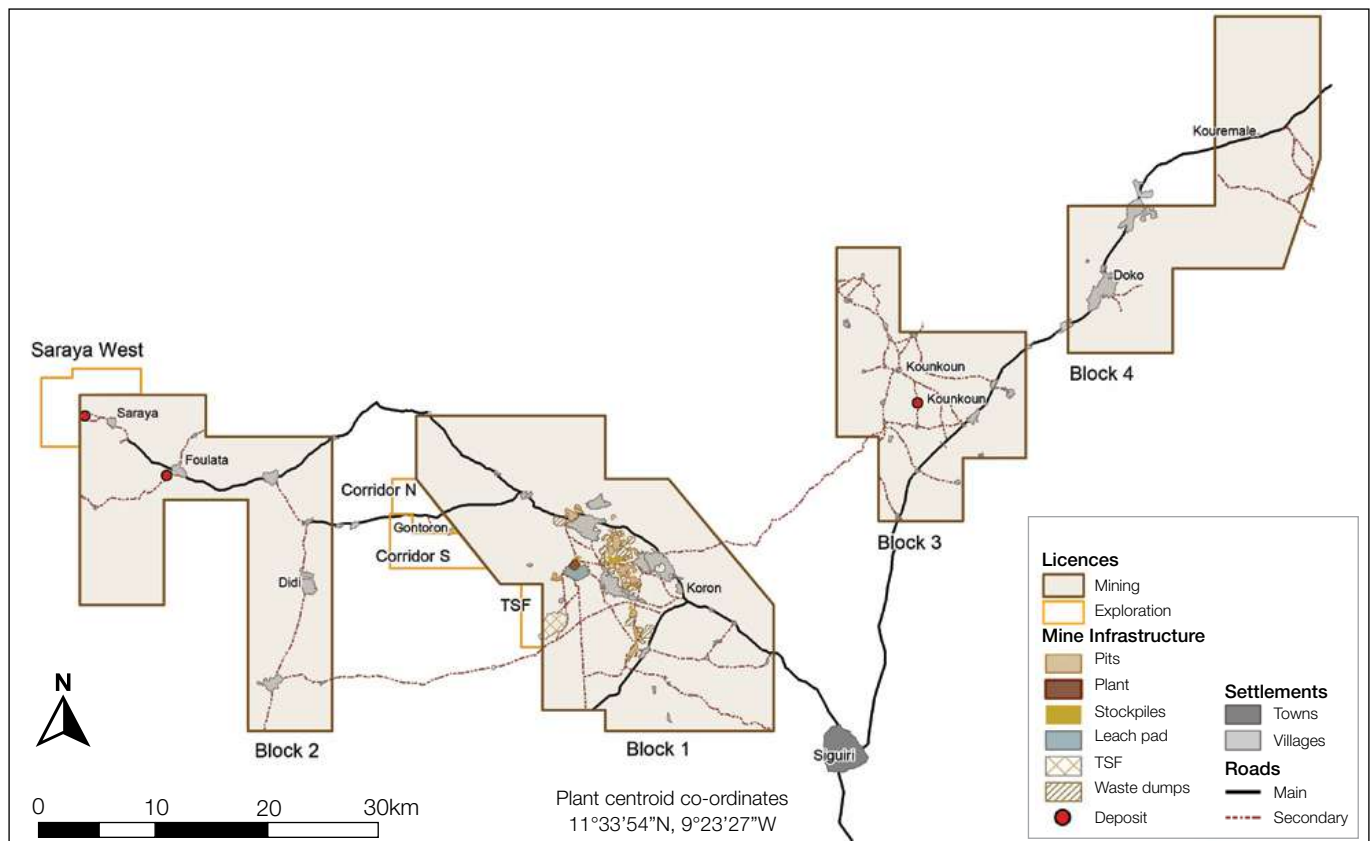 Kouremale
Doko
Block 4
Kounkoun
Kounkoun
Block 3
Saraya West
Saraya
Foulata
Corridor N
Gontoron
Corridor S
Didi
TSF
Koron
Block 2
Block 1
Siguiri
N
0 10 20 30km
Plant centroid co-ordinates
11°33’54”N, 9°23’27”W
Licences
Mining
Exploration
Mine Infrastructure
Pits
Plant
Stockpiles
Leach pad
TSF
Waste dumps
Deposit
Settlements
Towns
Villages
Roads
Main
Secondary